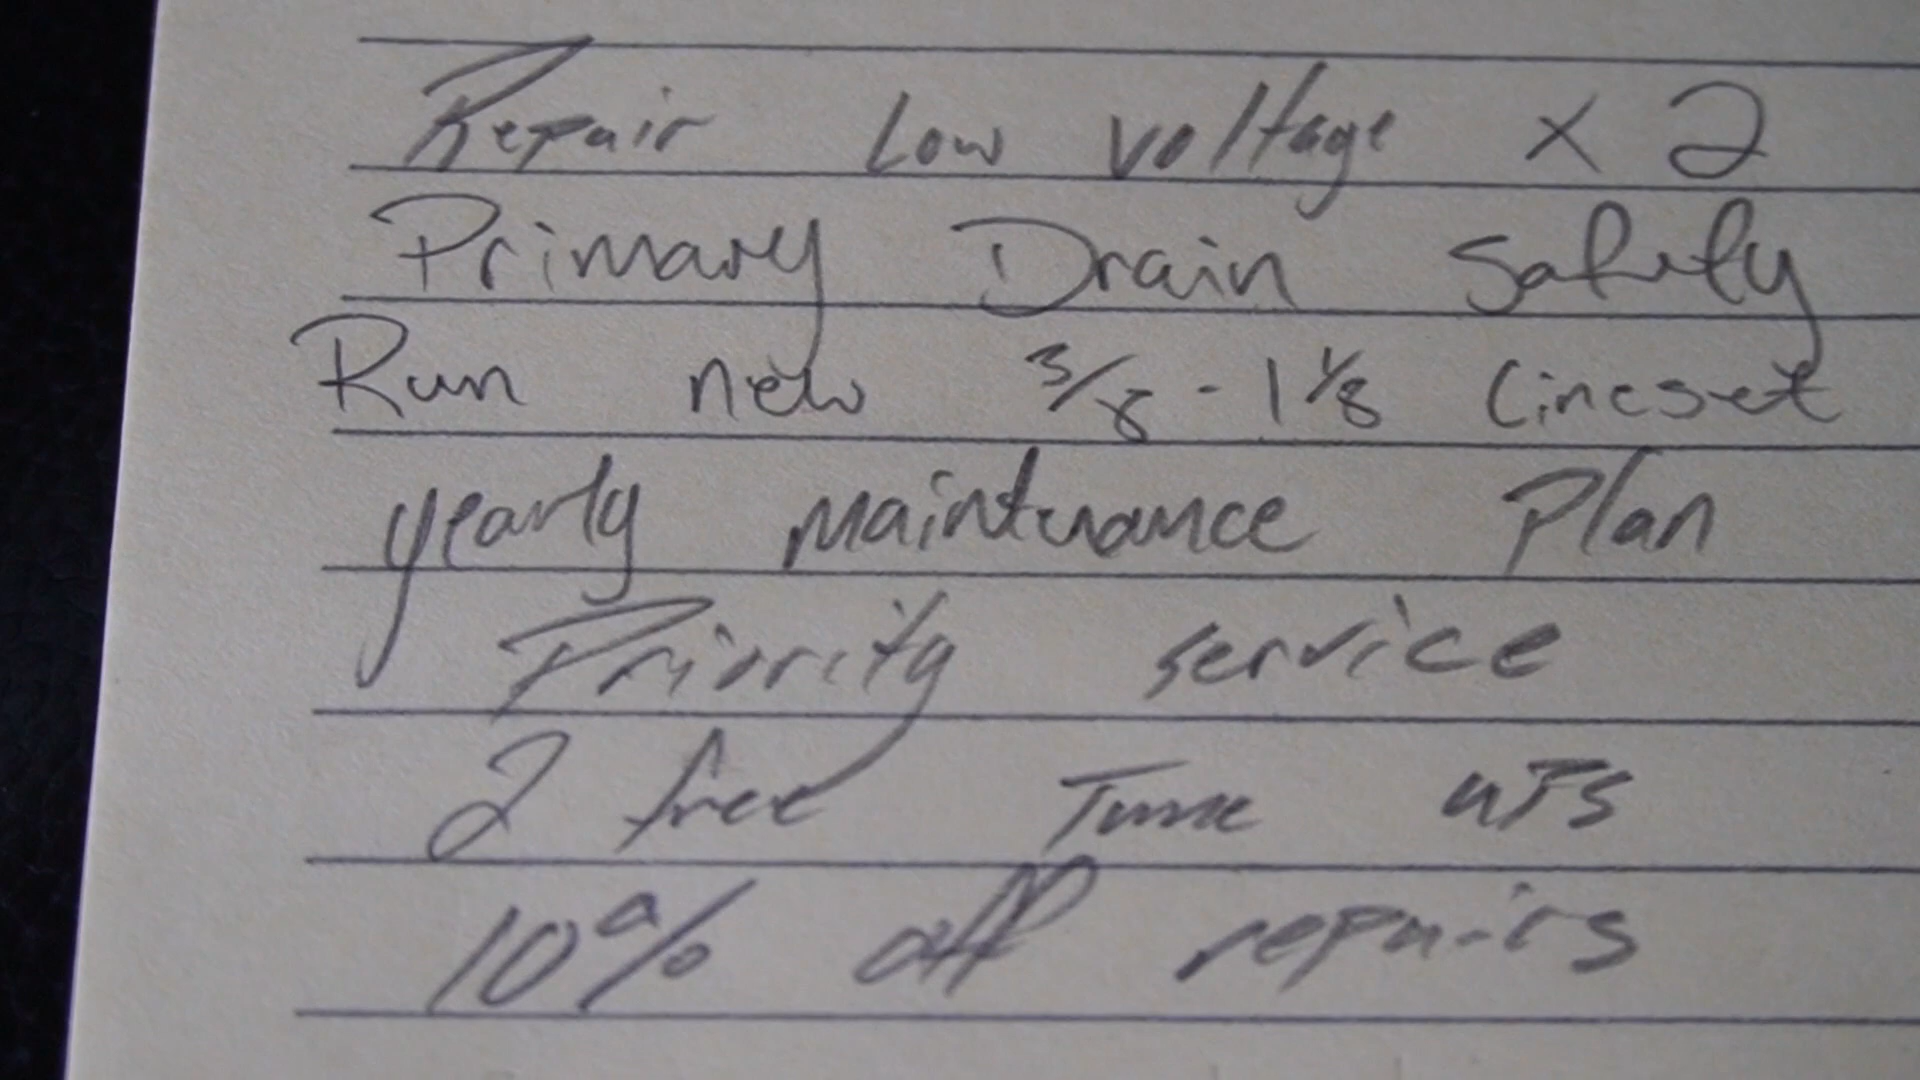 Repair Low voltage x 2
Primary Drain Safety
Run new 3/8 - 1 1/8 Lineset
yearly maintenance Plan
Priority service
2 free Tune UPS
10% off repairs